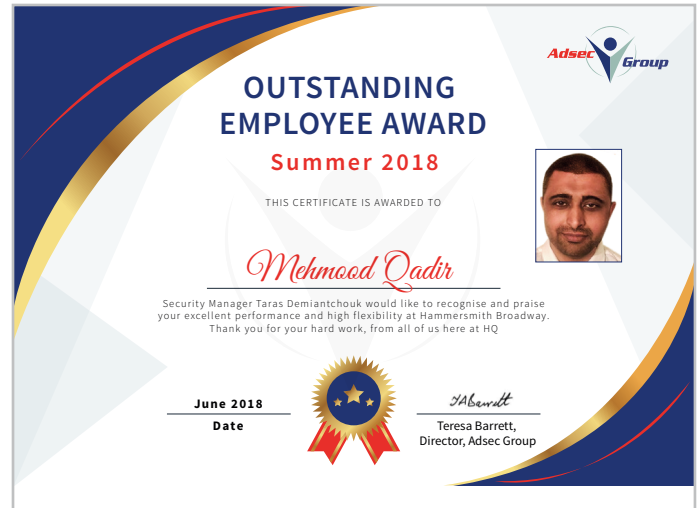 Adsec Group
OUTSTANDING
EMPLOYEE AWARD
Summer 2018
THIS CERTIFICATE IS AWARDED TO
Mehmood Qadir
Security Manager Taras Demiantchouk would like to recognise and praise
your excellent performance and high flexibility at Hammersmith Broadway.
Thank you for your hard work, from all of us here at HQ
June 2018
Date
TABarrett
Teresa Barrett,
Director, Adsec Group